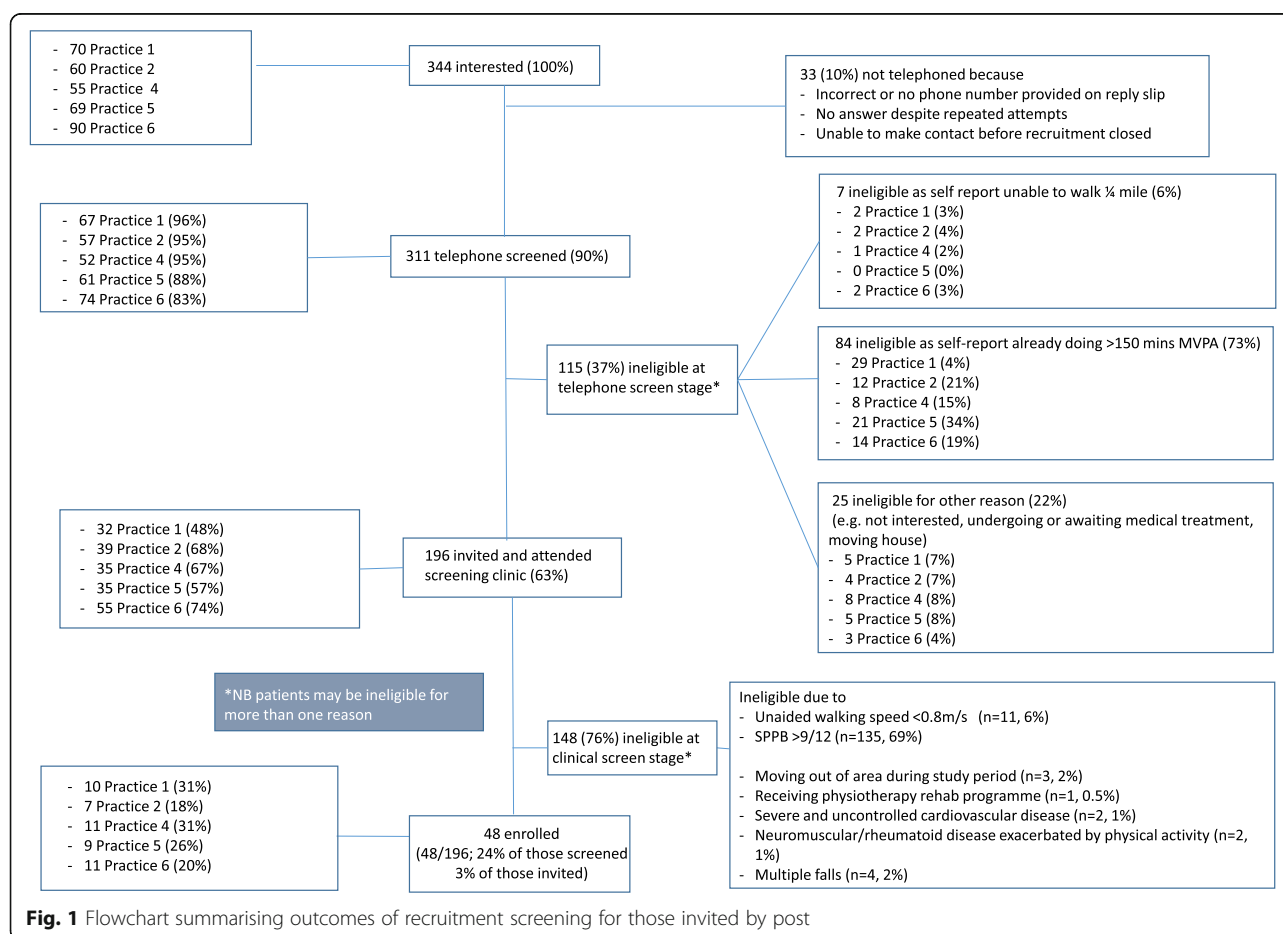 - 70 Practice 1
- 60 Practice 2
- 55 Practice 4
- 69 Practice 5
- 90 Practice 6
344 interested (100%)
33 (10%) not telephoned because
- Incorrect or no phone number provided on reply slip
- No answer despite repeated attempts
- Unable to make contact before recruitment closed
- 67 Practice 1 (96%)
- 57 Practice 2 (95%)
- 52 Practice 4 (95%)
- 61 Practice 5 (88%)
- 74 Practice 6 (83%)
311 telephone screened (90%)
7 ineligible as self report unable to walk ¼ mile (6%)
- 2 Practice 1 (3%)
- 2 Practice 2 (4%)
- 1 Practice 4 (2%)
- 0 Practice 5 (0%)
- 2 Practice 6 (3%)
115 (37%) ineligible at
telephone screen stage*
84 ineligible as self-report already doing >150 mins MVPA (73%)
- 29 Practice 1 (4%)
- 12 Practice 2 (21%)
- 8 Practice 4 (15%)
- 21 Practice 5 (34%)
- 14 Practice 6 (19%)
25 ineligible for other reason (22%)
(e.g. not interested, undergoing or awaiting medical treatment,
moving house)
- 5 Practice 1 (7%)
- 4 Practice 2 (7%)
- 8 Practice 4 (8%)
- 5 Practice 5 (8%)
- 3 Practice 6 (4%)
- 32 Practice 1 (48%)
- 39 Practice 2 (68%)
- 35 Practice 4 (67%)
- 35 Practice 5 (57%)
- 55 Practice 6 (74%)
196 invited and attended
screening clinic (63%)
*NB patients may be ineligible for
more than one reason
148 (76%) ineligible at
clinical screen stage*
Ineligible due to
- Unaided walking speed <0.8m/s (n=11, 6%)
- SPPB >9/12 (n=135, 69%)
- Moving out of area during study period (n=3, 2%)
- Receiving physiotherapy rehab programme (n=1, 0.5%)
- Severe and uncontrolled cardiovascular disease (n=2, 1%)
- Neuromuscular/rheumatoid disease exacerbated by physical activity (n=2,
1%)
- Multiple falls (n=4, 2%)
- 10 Practice 1 (31%)
- 7 Practice 2 (18%)
- 11 Practice 4 (31%)
- 9 Practice 5 (26%)
- 11 Practice 6 (20%)
48 enrolled
(48/196; 24% of those screened
3% of those invited)
Fig. 1 Flowchart summarising outcomes of recruitment screening for those invited by post